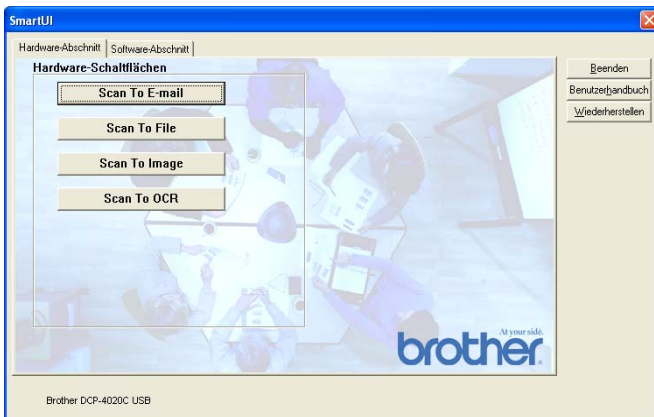 SmartUI
Hardware-Abschnitt Software-Abschnitt
Hardware-Schaltflächen
Scan To E-mail
Scan To File
Scan To Image
Scan To OCR
Beenden
Benutzerhandbuch
Wiederherstellen
At your side.
brother
Brother DCP-4020C USB